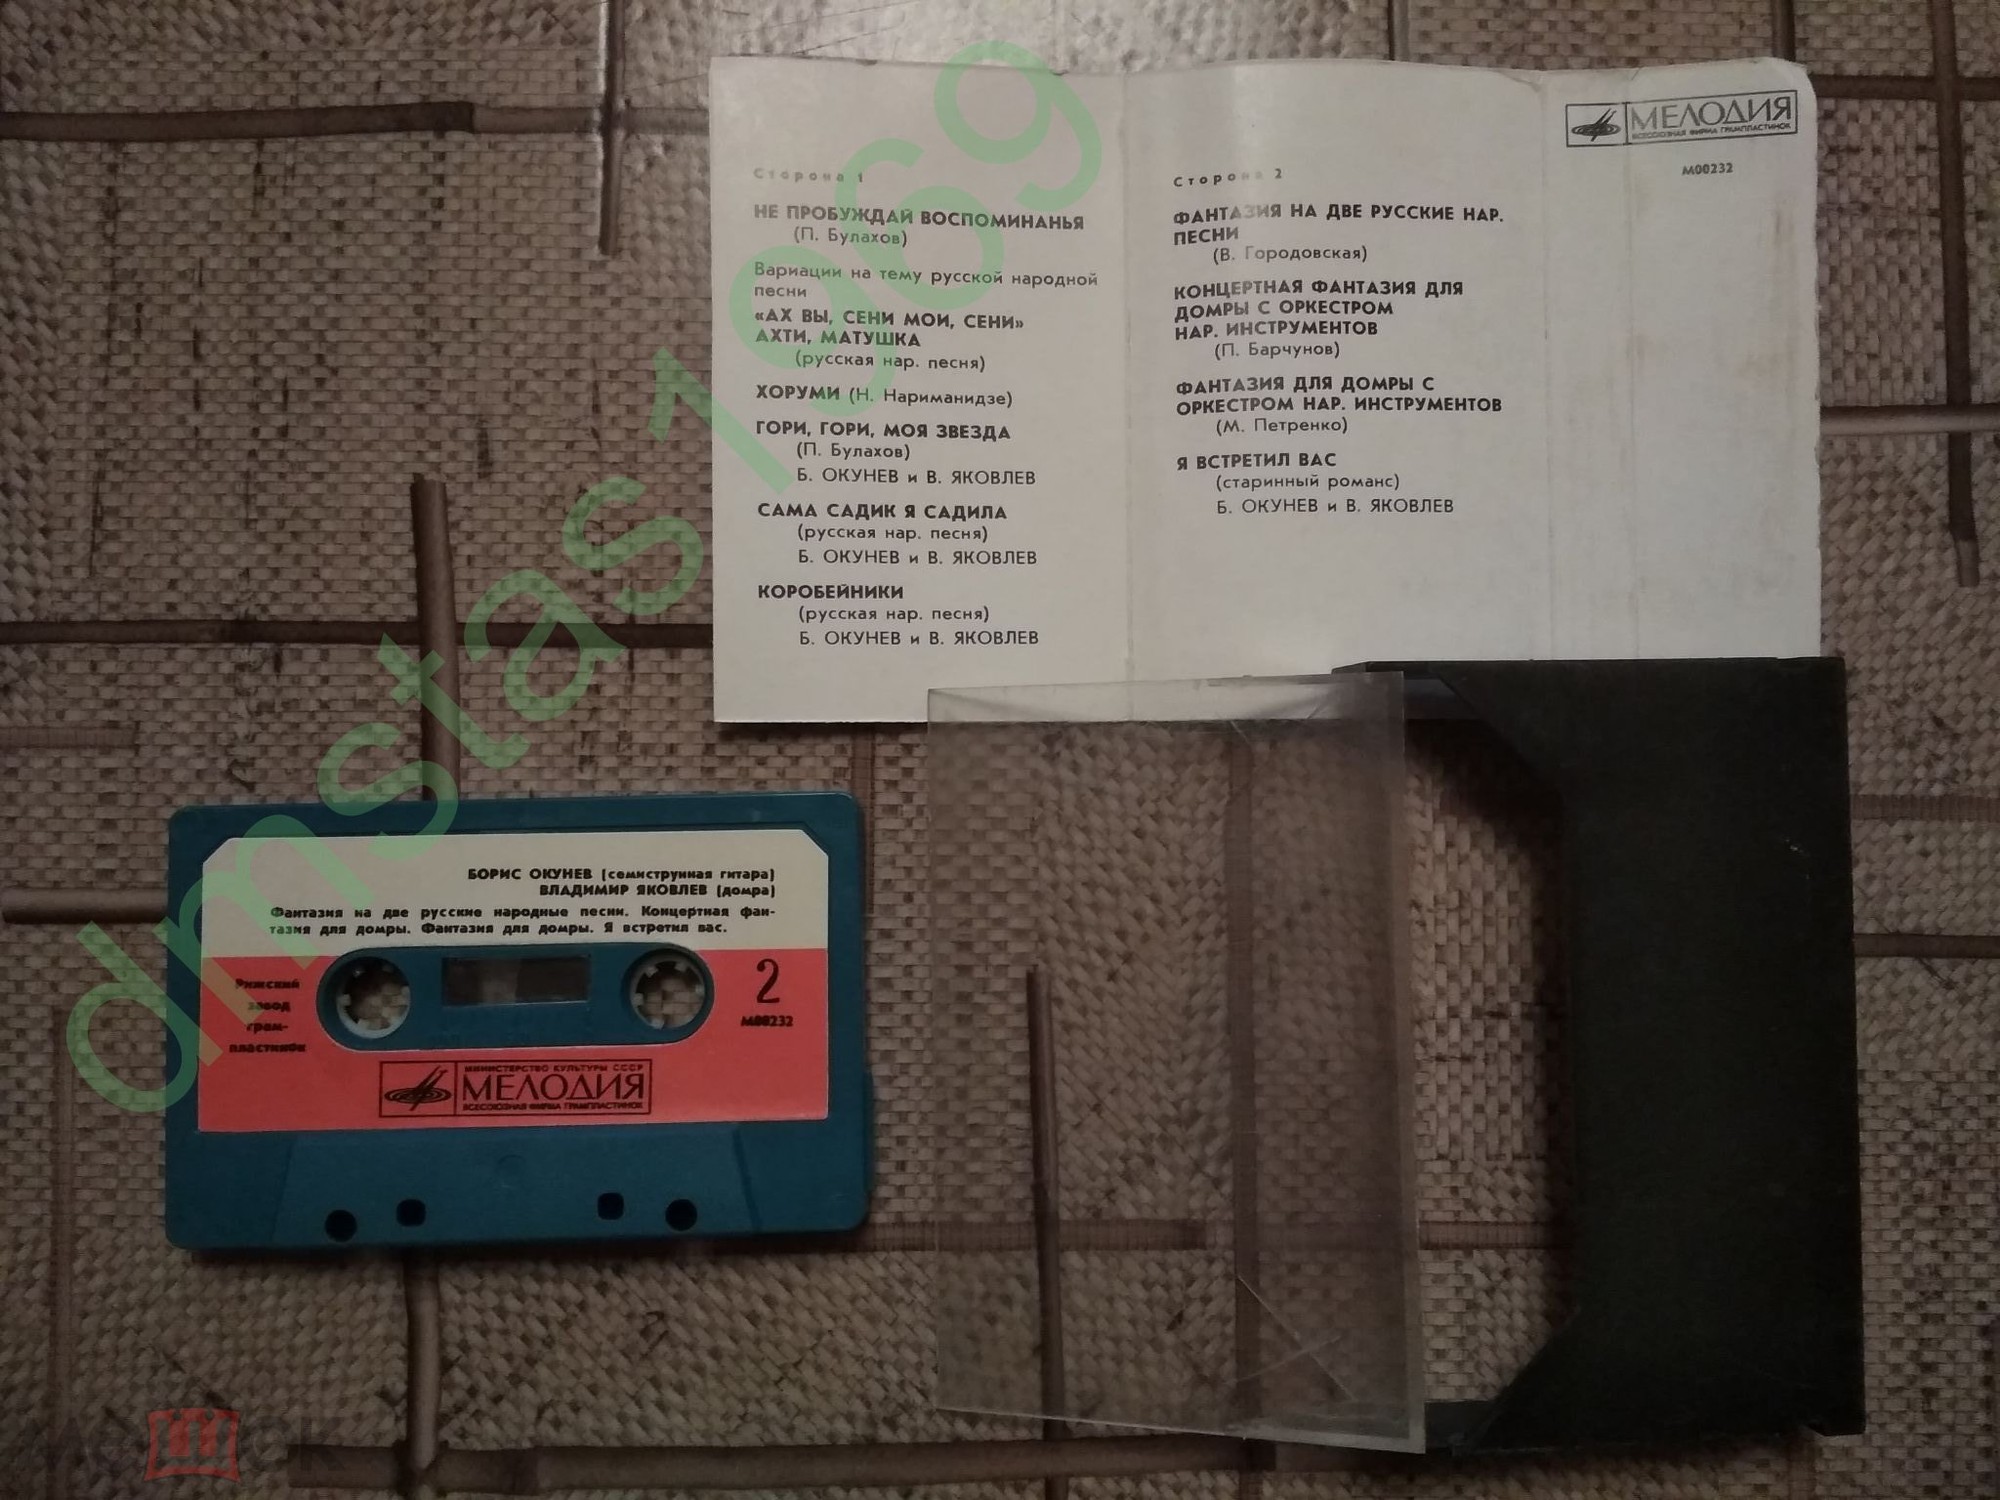 МЕЛОДИЯ
ВСЕСОЮЗНАЯ ФИРМА ГРАМПЛАСТИНОК
М00232
Сторона 1
НЕ ПРОБУЖДАЙ ВОСПОМИНАНЬЯ
(П. Булахов)
Вариации на тему русской народной
песни
«АХ ВЫ, СЕНИ МОИ, СЕНИ»
АХТИ, МАТУШКА
(русская нар. песня)
ХОРУМИ (Н. Нариманидзе)
ГОРИ, ГОРИ, МОЯ ЗВЕЗДА
(П. Булахов)
Б. ОКУНЕВ и В. ЯКОВЛЕВ
САМА САДИК Я САДИЛА
(русская нар. песня)
Б. ОКУНЕВ и В. ЯКОВЛЕВ
КОРОБЕЙНИКИ
(русская нар. песня)
Б. ОКУНЕВ и В. ЯКОВЛЕВ
Сторона 2
ФАНТАЗИЯ НА ДВЕ РУССКИЕ НАР.
ПЕСНИ
(В. Городовская)
КОНЦЕРТНАЯ ФАНТАЗИЯ ДЛЯ
ДОМРЫ С ОРКЕСТРОМ
НАР. ИНСТРУМЕНТОВ
(П. Барчунов)
ФАНТАЗИЯ ДЛЯ ДОМРЫ С
ОРКЕСТРОМ НАР. ИНСТРУМЕНТОВ
(М. Петренко)
Я ВСТРЕТИЛ ВАС
(старинный романс)
Б. ОКУНЕВ и В. ЯКОВЛЕВ
БОРИС ОКУНЕВ (семиструнная гитара)
ВЛАДИМИР ЯКОВЛЕВ (домра)
Фантазия на две русские народные песни. Концертная фан-
тазия для домры. Фантазия для домры. Я встретил вас.
Рижский
завод
грам-
пластинок
2
М00232
МИНИСТЕРСТВО КУЛЬТУРЫ СССР
МЕЛОДИЯ
ВСЕСОЮЗНАЯ ФИРМА ГРАМПЛАСТИНОК
dmstas1969